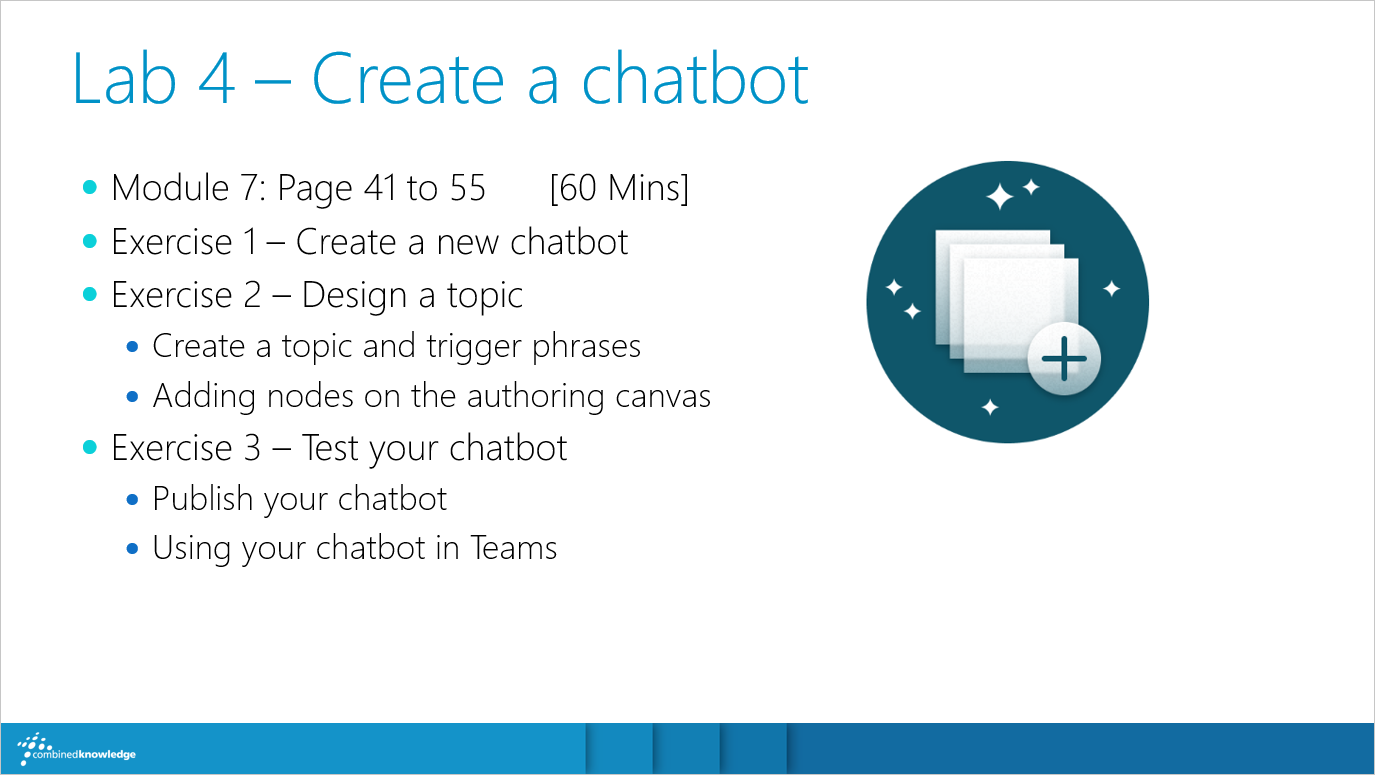 Lab 4 – Create a chatbot
Module 7: Page 41 to 55 [60 Mins]
Exercise 1 – Create a new chatbot
Exercise 2 – Design a topic
Create a topic and trigger phrases
Adding nodes on the authoring canvas
Exercise 3 – Test your chatbot
Publish your chatbot
Using your chatbot in Teams
combinedknowledge